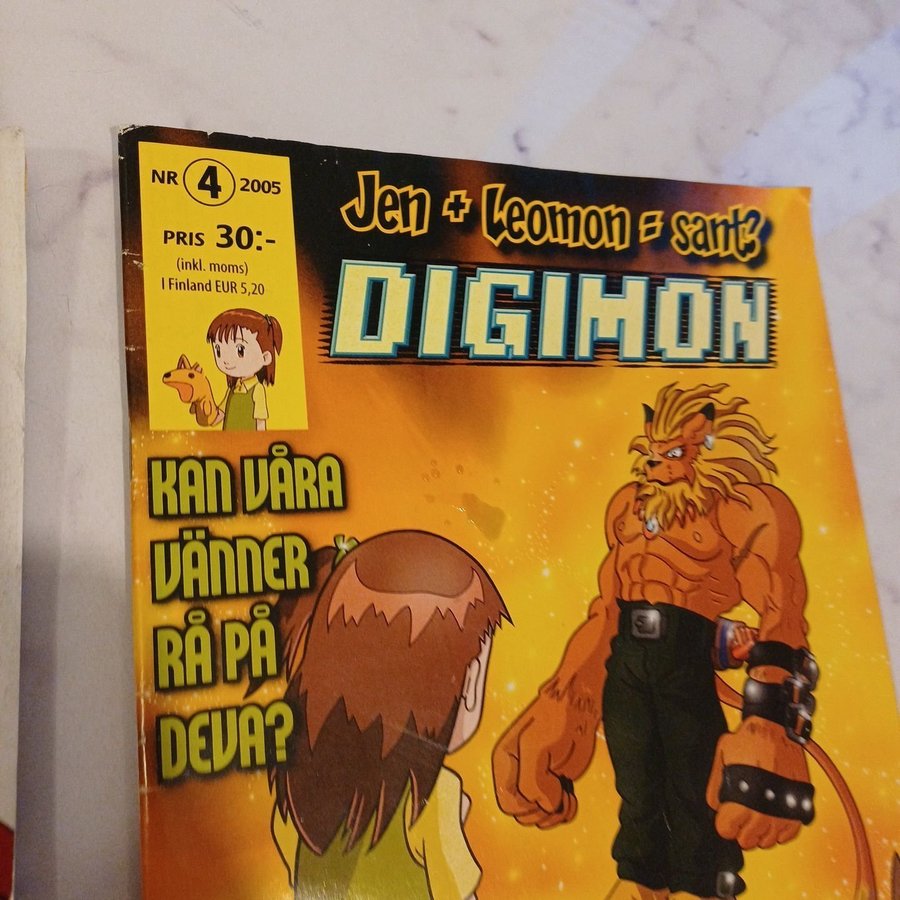 NR 4 2005
PRIS 30:-
(inkl. moms)
I Finland EUR 5,20
Jen + Leomon = sant?
DIGIMON
KAN VÅRA
VÄNNER
RÅ PÅ
DEVA?